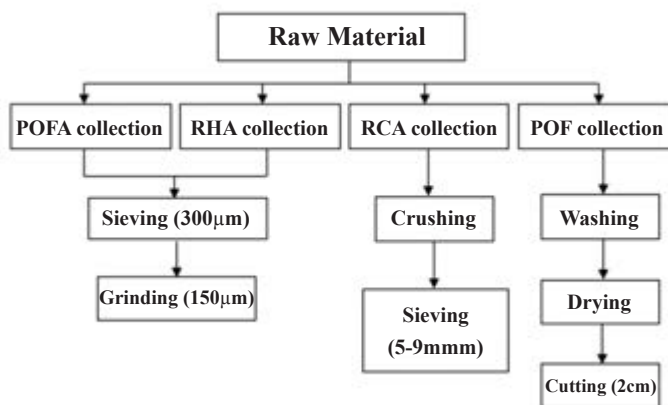 Raw Material
POFA collection
RHA collection
RCA collection
POF collection
Sieving (300μm)
Crushing
Washing
Grinding (150μm)
Sieving
(5-9mmm)
Drying
Cutting (2cm)